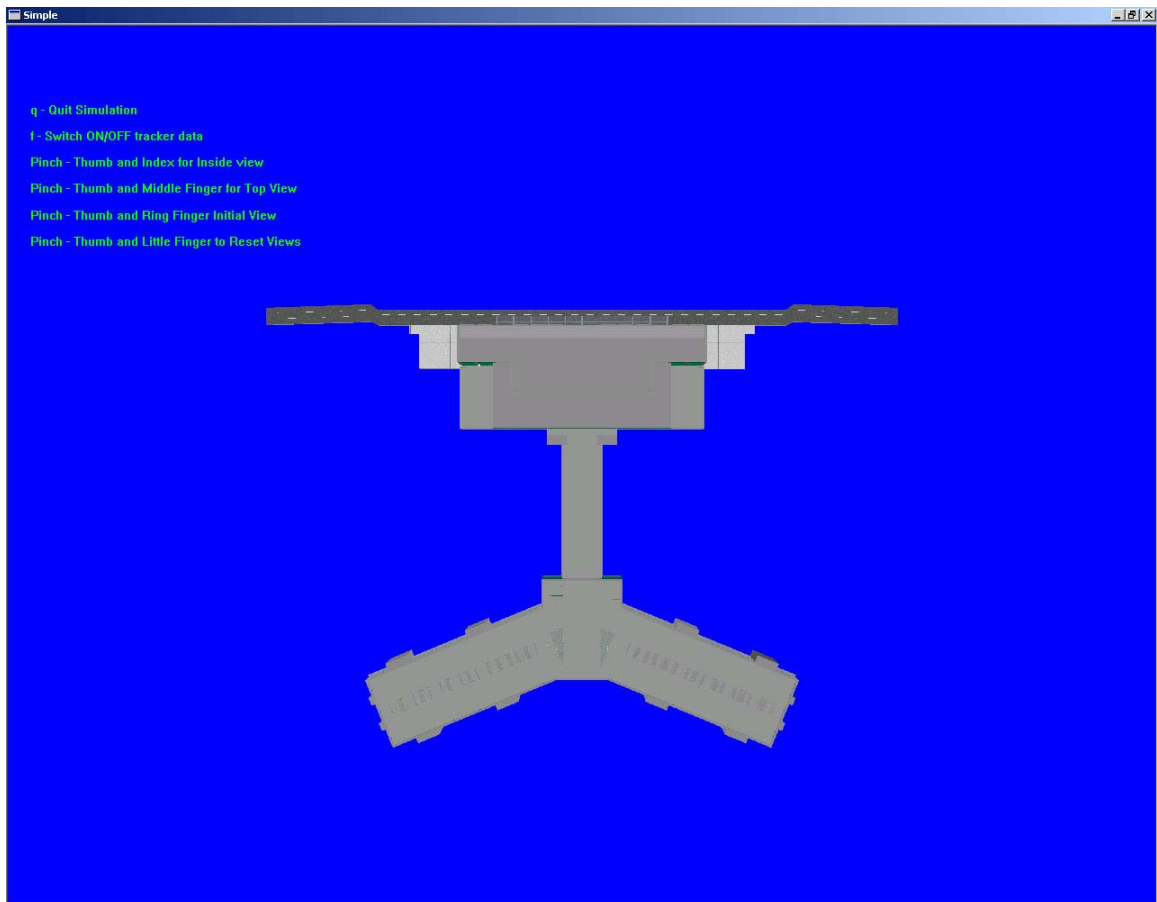 Simple
q - Quit Simulation
f - Switch ON/OFF tracker data
Pinch - Thumb and Index for Inside view
Pinch - Thumb and Middle Finger for Top View
Pinch - Thumb and Ring Finger Initial View
Pinch - Thumb and Little Finger to Reset Views